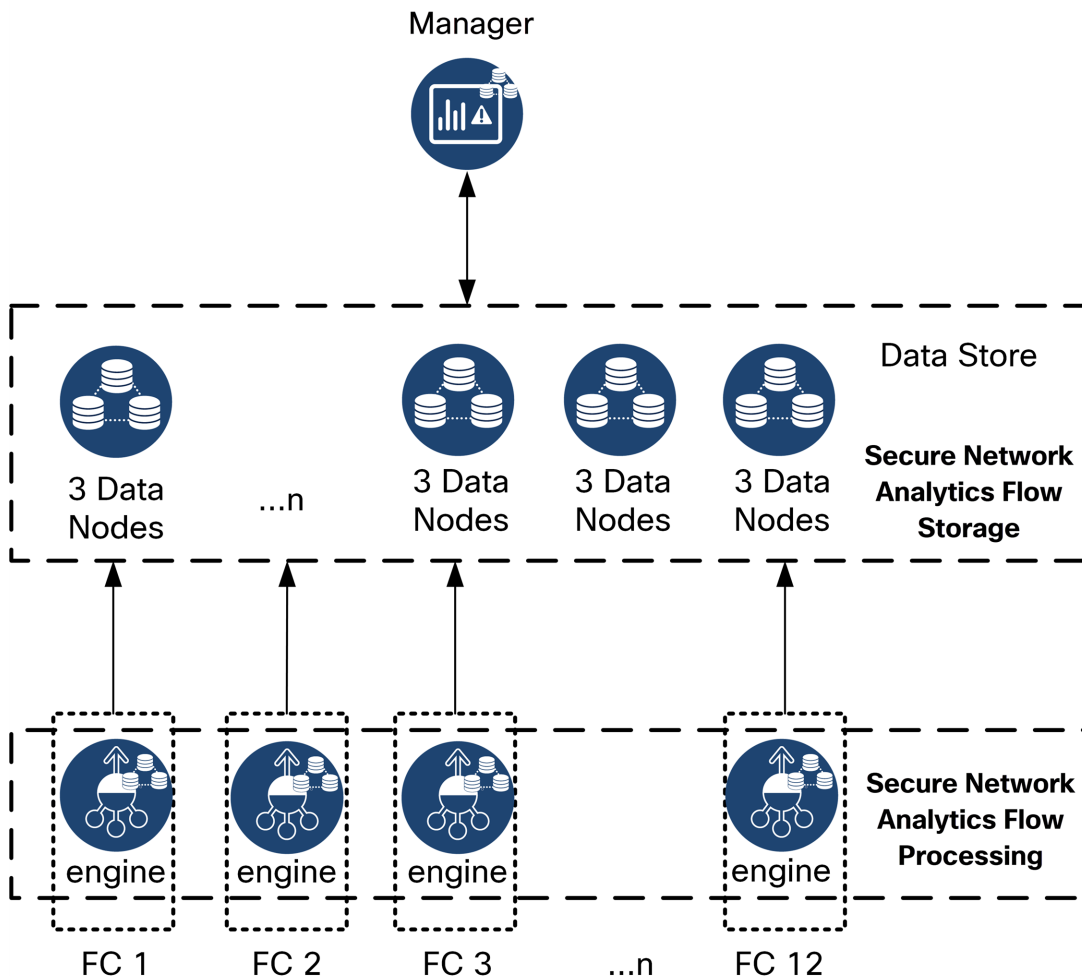 Manager
Data Store
3 Data
Nodes
...n
3 Data
Nodes
3 Data
Nodes
3 Data
Nodes
Secure Network
Analytics Flow
Storage
engine
engine
engine
engine
Secure Network
Analytics Flow
Processing
FC 1
FC 2
FC 3
...n
FC 12